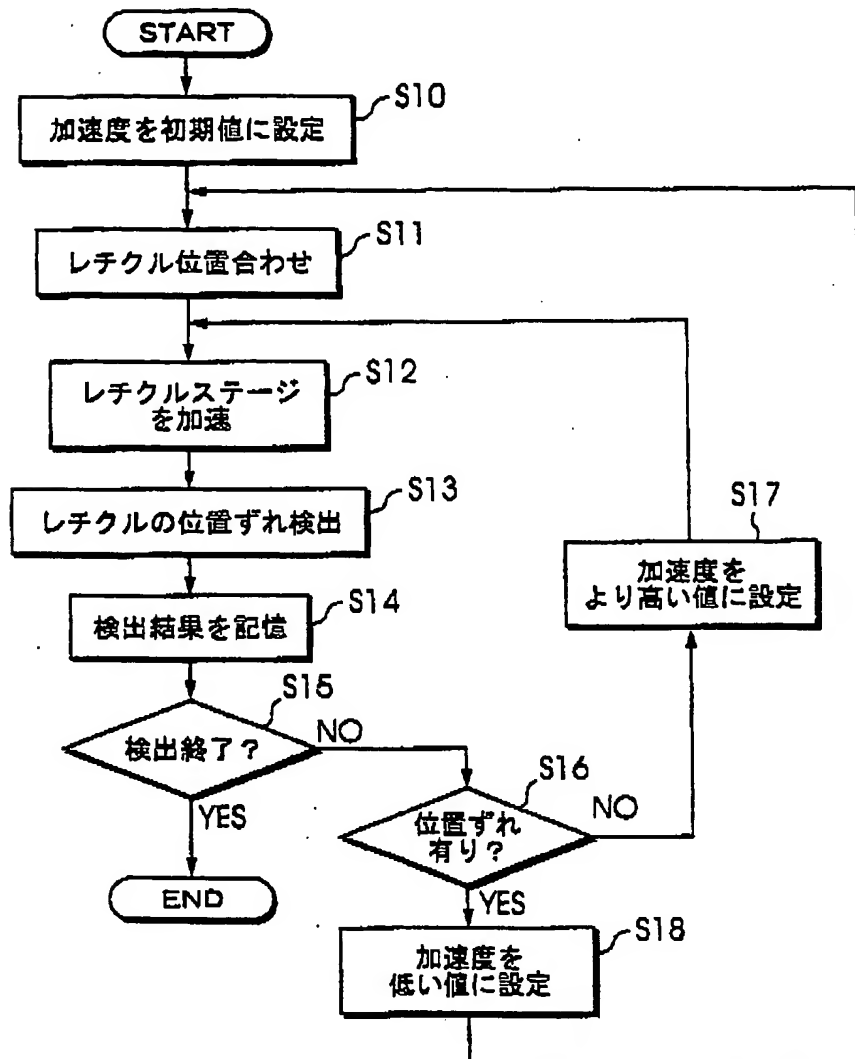 START
S10
加速度を初期値に設定
S11
レチクル位置合わせ
S12
レチクルステージ
を加速
S13
レチクルの位置ずれ検出
S17
加速度を
より高い値に設定
S14
検出結果を記憶
S15
検出終了?
NO
YES
S16
位置ずれ
有り?
NO
YES
END
S18
加速度を
低い値に設定